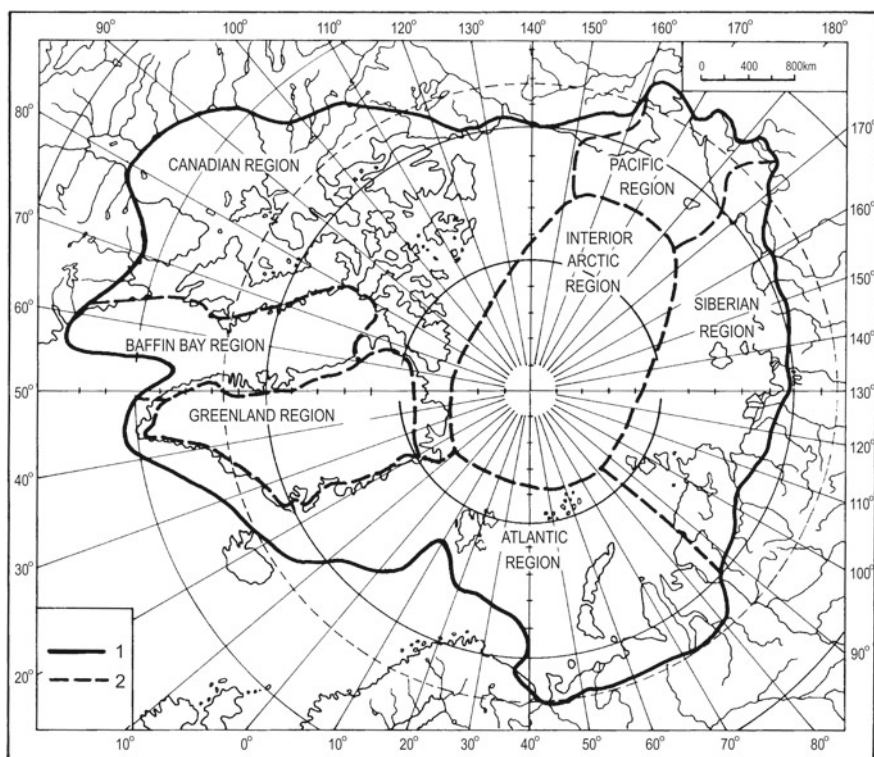 90° 100° 110° 120° 130° 140° 150° 160° 170° 180°
0 400 800km
80°
170°
CANADIAN REGION
PACIFIC
REGION
70°
160°
INTERIOR
ARCTIC
REGION
150°
60°
SIBERIAN
REGION
BAFFIN BAY REGION
140°
50°
130°
GREENLAND REGION
120°
40°
110°
ATLANTIC
REGION
30°
100°
1
2
90°
20°
10° 0° 10° 20° 30° 40° 50° 60° 70° 80°